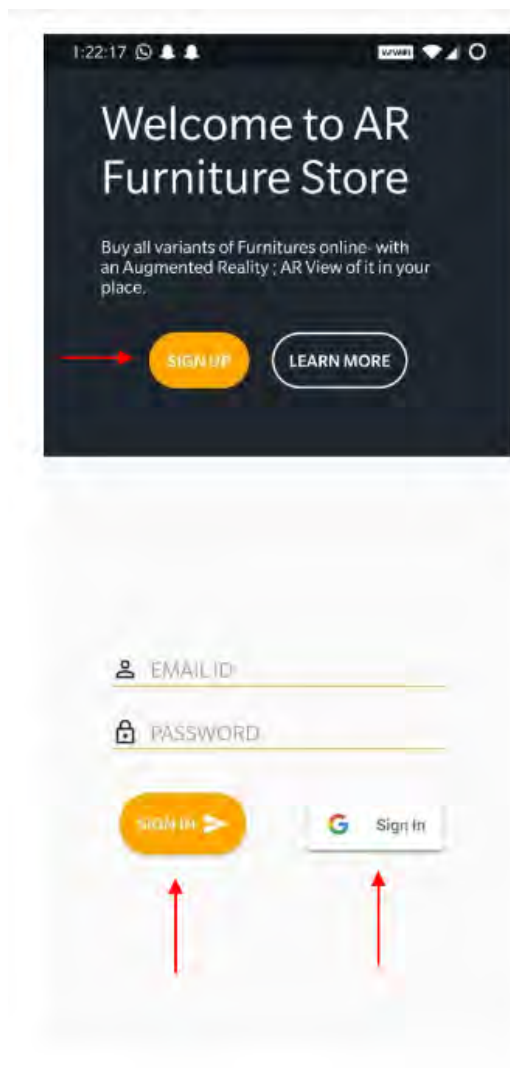 1:22:17
VoWiFi
Welcome to AR
Furniture Store
Buy all variants of Furnitures online- with
an Augmented Reality ; AR View of it in your
place.
SIGN UP
LEARN MORE
EMAIL ID
PASSWORD
SIGN IN
Sign In